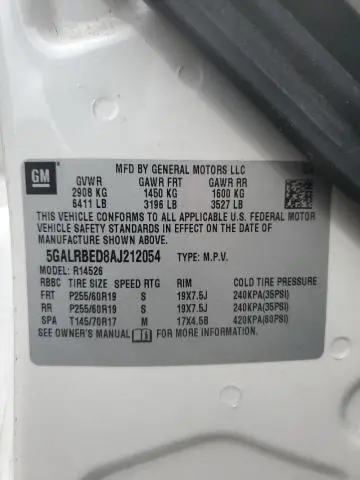 GM
MFD BY GENERAL MOTORS LLC
GVWR GAWR FRT GAWR RR
2908 KG 1450 KG 1600 KG
6411 LB 3196 LB 3527 LB
THIS VEHICLE CONFORMS TO ALL APPLICABLE U.S. FEDERAL MOTOR
VEHICLE SAFETY STANDARDS IN EFFECT ON THE DATE OF
MANUFACTURE SHOWN ABOVE.
5GALRBED8AJ212054 TYPE: M.P.V.
MODEL: R14526
RBBC TIRE SIZE SPEED RTG RIM COLD TIRE PRESSURE
FRT P255/60R19 S 19X7.5J 240KPA(35PSI)
RR P255/60R19 S 19X7.5J 240KPA(35PSI)
SPA T145/70R17 M 17X4.5B 420KPA(60PSI)
SEE OWNER'S MANUAL FOR MORE INFORMATION.